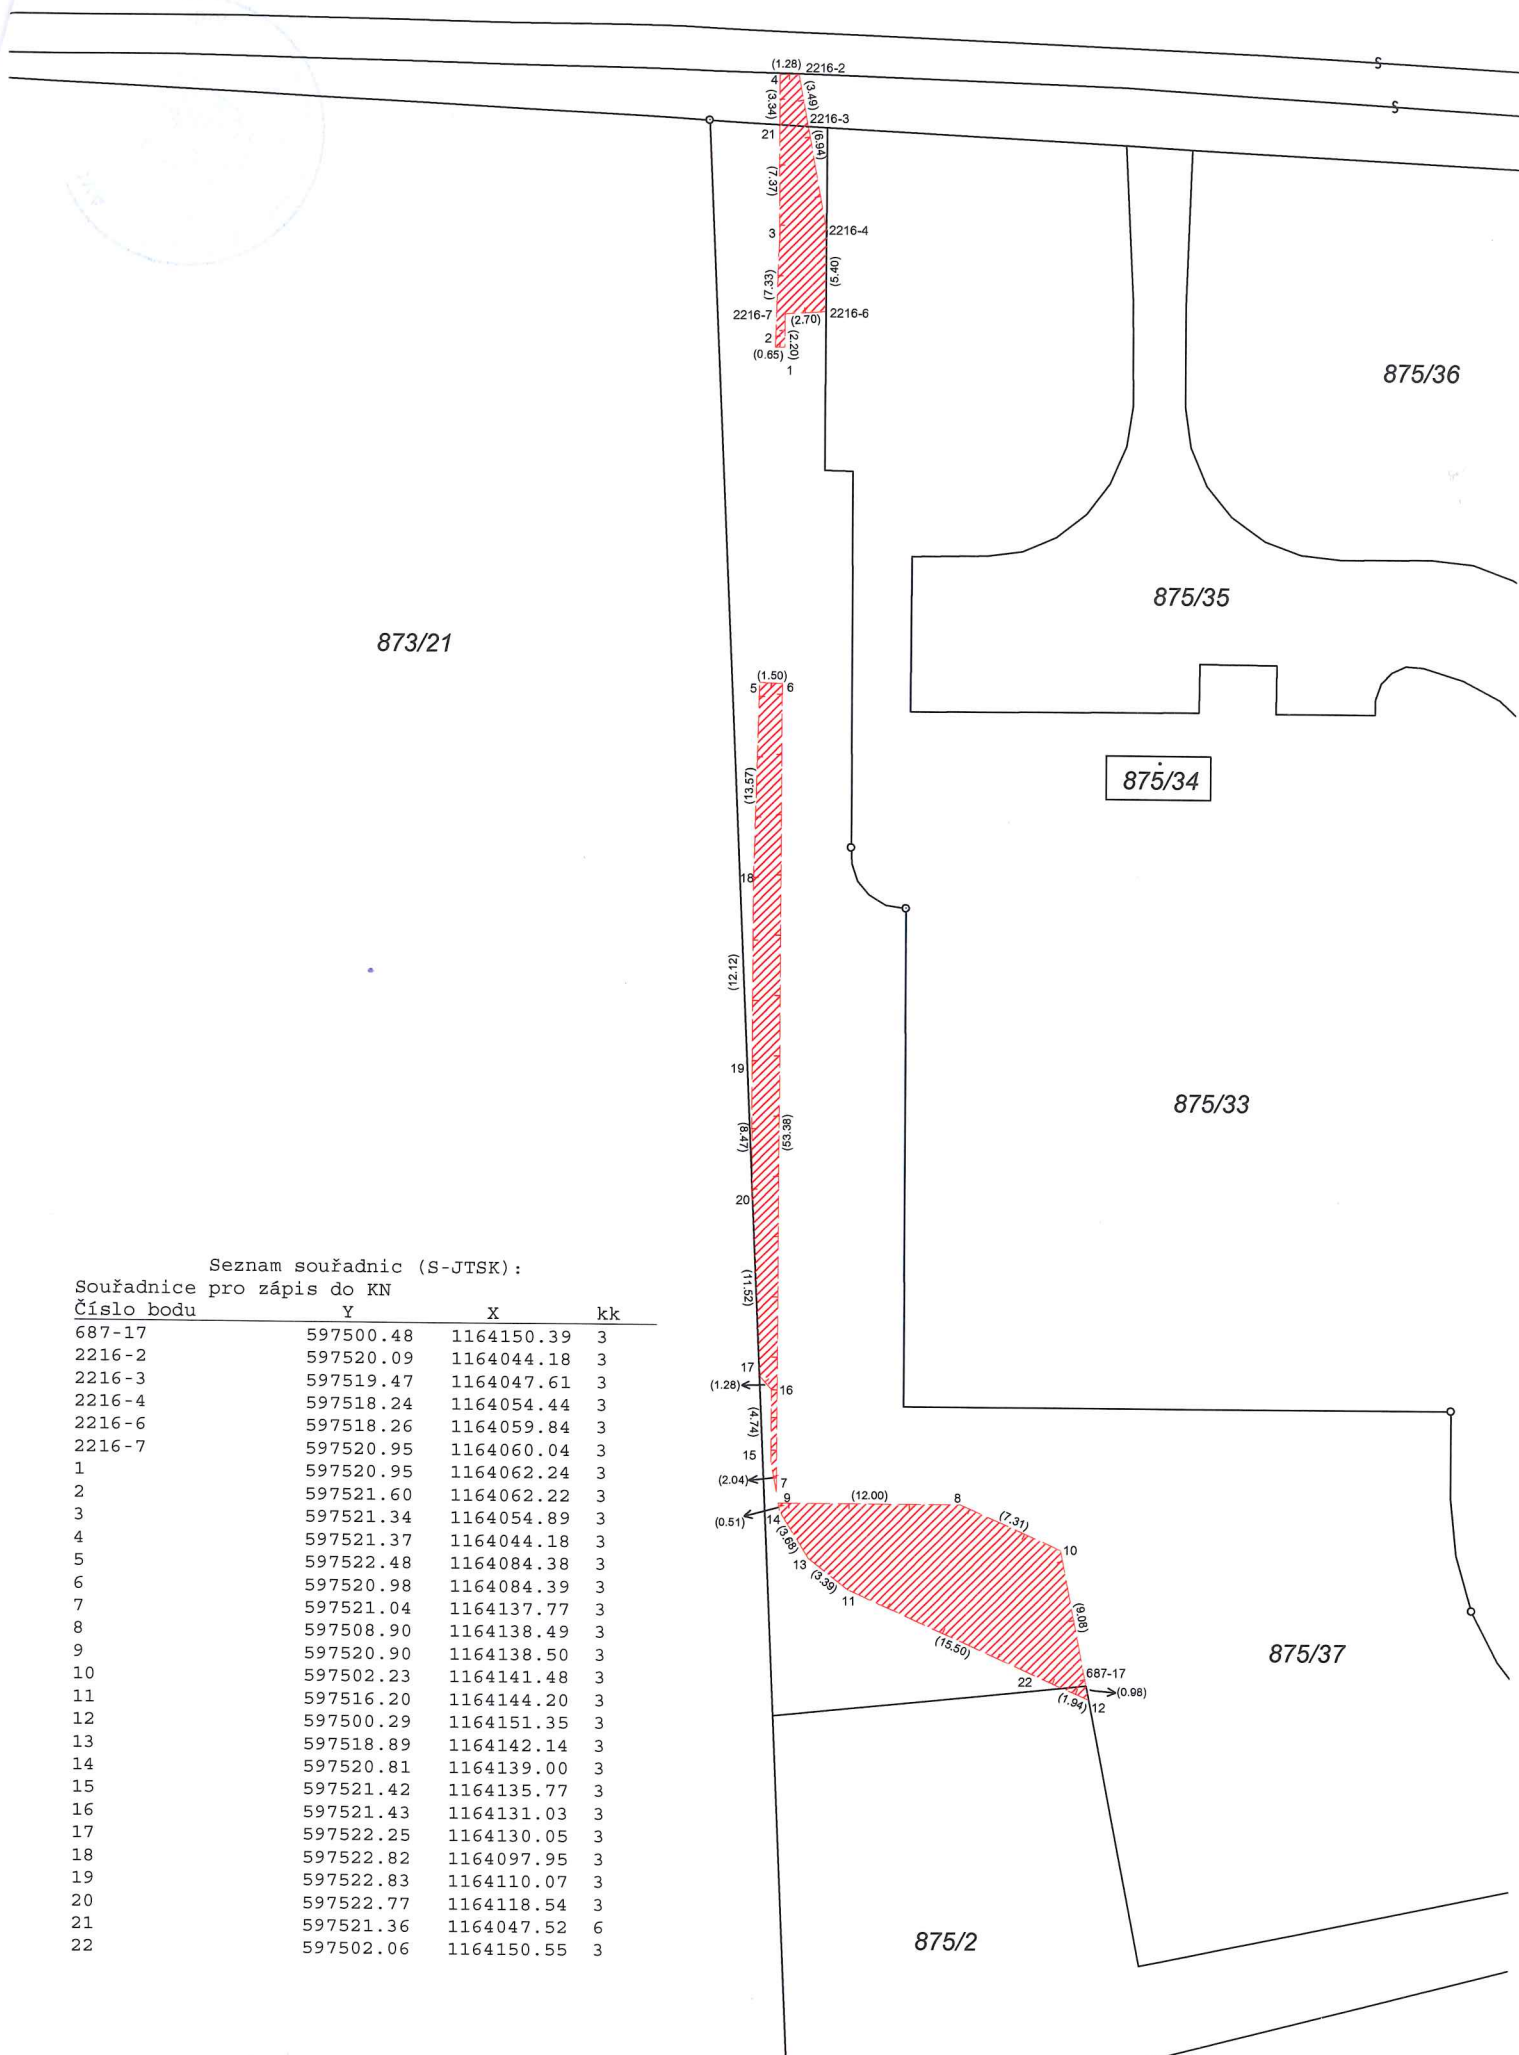 (1.28) 2216-2
4
(3.34)
(3.49)
2216-3
21
(6.94)
(7.37)
3
2216-4
(7.33)
(5.40)
2216-7
2216-6
(2.70)
2
(2.20)
(0.65)
1
875/36
875/35
873/21
(1.50)
5
6
875/34
(13.57)
18
(12.12)
19
875/33
(8.47)
(53.38)
20
(11.52)
17
(1.28)
16
(4.74)
15
(2.04)
7
9
(12.00)
8
(0.51)
14
(7.31)
(3.68)
10
13
(3.39)
11
(9.08)
(15.50)
875/37
687-17
22
(0.98)
(1.94)
12
875/2
Seznam souřadnic (S-JTSK):
Souřadnice pro zápis do KN
Číslo bodu Y X kk
687-17 597500.48 1164150.39 3
2216-2 597520.09 1164044.18 3
2216-3 597519.47 1164047.61 3
2216-4 597518.24 1164054.44 3
2216-6 597518.26 1164059.84 3
2216-7 597520.95 1164060.04 3
1 597520.95 1164062.24 3
2 597521.60 1164062.22 3
3 597521.34 1164054.89 3
4 597521.37 1164044.18 3
5 597522.48 1164084.38 3
6 597520.98 1164084.39 3
7 597521.04 1164137.77 3
8 597508.90 1164138.49 3
9 597520.90 1164138.50 3
10 597502.23 1164141.48 3
11 597516.20 1164144.20 3
12 597500.29 1164151.35 3
13 597518.89 1164142.14 3
14 597520.81 1164139.00 3
15 597521.42 1164135.77 3
16 597521.43 1164131.03 3
17 597522.25 1164130.05 3
18 597522.82 1164097.95 3
19 597522.83 1164110.07 3
20 597522.77 1164118.54 3
21 597521.36 1164047.52 6
22 597502.06 1164150.55 3